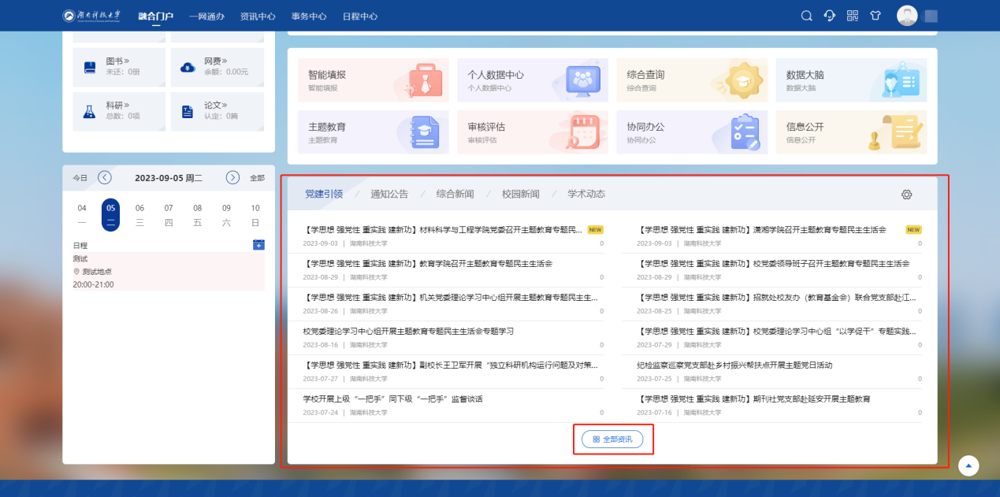 湖南科技大学
融合门户 一网通办 资讯中心 事务中心 日程中心
图书»
未还：0册
网费»
余额：0.00元
科研»
总数：0项
论文»
认定：0篇
智能填报
智能填报
个人数据中心
个人数据中心
综合查询
综合查询
数据大脑
数据大脑
主题教育
主题教育
审核评估
审核评估
协同办公
协同办公
信息公开
信息公开
今日 2023-09-05 周二 全部
04 05 06 07 08 09 10
一 二 三 四 五 六 日
日程
测试
测试地点
20:00-21:00
党建引领 / 通知公告 / 综合新闻 / 校园新闻 / 学术动态
【学思想 强党性 重实践 建新功】材料科学与工程学院党委召开主题教育专题民... NEW
2023-09-03 | 湖南科技大学 0
【学思想 强党性 重实践 建新功】潇湘学院召开主题教育专题民主生活会 NEW
2023-09-03 | 湖南科技大学 0
【学思想 强党性 重实践 建新功】教育学院召开主题教育专题民主生活会
2023-08-29 | 湖南科技大学 0
【学思想 强党性 重实践 建新功】校党委领导班子召开主题教育专题民主生活会
2023-08-29 | 湖南科技大学 0
【学思想 强党性 重实践 建新功】机关党委理论学习中心组开展主题教育专题民主生...
2023-08-26 | 湖南科技大学 0
【学思想 强党性 重实践 建新功】招就处校友办（教育基金会）联合党支部赴江...
2023-08-25 | 湖南科技大学 0
校党委理论学习中心组开展主题教育专题民主生活会专题学习
2023-08-16 | 湖南科技大学 0
【学思想 强党性 重实践 建新功】校党委理论学习中心组“以学促干”专题实践...
2023-07-29 | 湖南科技大学 0
【学思想 强党性 重实践 建新功】副校长王卫军开展“独立科研机构运行问题及对策...
2023-07-27 | 湖南科技大学 0
纪检监察巡察党支部赴乡村振兴帮扶点开展主题党日活动
2023-07-25 | 湖南科技大学 0
学校开展上级“一把手”同下级“一把手”监督谈话
2023-07-24 | 湖南科技大学 0
【学思想 强党性 重实践 建新功】期刊社党支部赴延安开展主题教育
2023-07-16 | 湖南科技大学 0
全部资讯